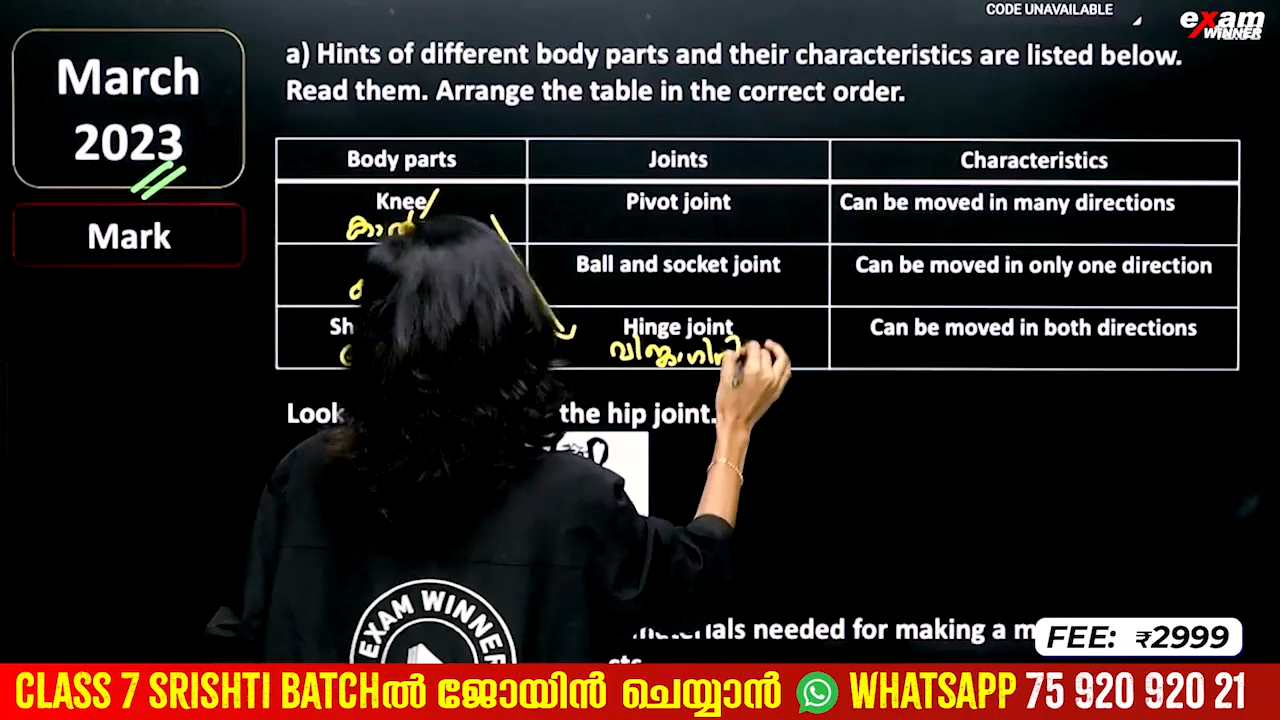 CODE UNAVAILABLE
exam
WINNER
March
2023
Mark
a) Hints of different body parts and their characteristics are listed below.
Read them. Arrange the table in the correct order.
Body parts Joints Characteristics
Knee Pivot joint Can be moved in many directions
കാൽ
Ball and socket joint Can be moved in only one direction
Sh Hinge joint Can be moved in both directions
Look the hip joint.
EXAM WINNER
needed for making a m
FEE: ₹2999
CLASS 7 SRISHTI BATCHൽ ജോയിൻ ചെയ്യാൻ WHATSAPP 75 920 920 21